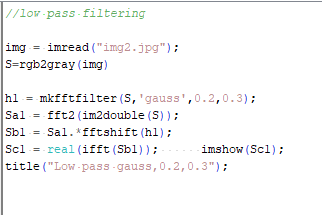 //low-pass-filtering
img = imread("img2.jpg");
S=rgb2gray(img)
h1 = mkfftfilter(S,'gauss',0.2,0.3);
Sa1 = fft2(im2double(S));
Sb1 = Sa1.*fftshift(h1);
Sc1 = real(ifft(Sb1)); imshow(Sc1);
title("Low-pass-gauss,0.2,0.3");